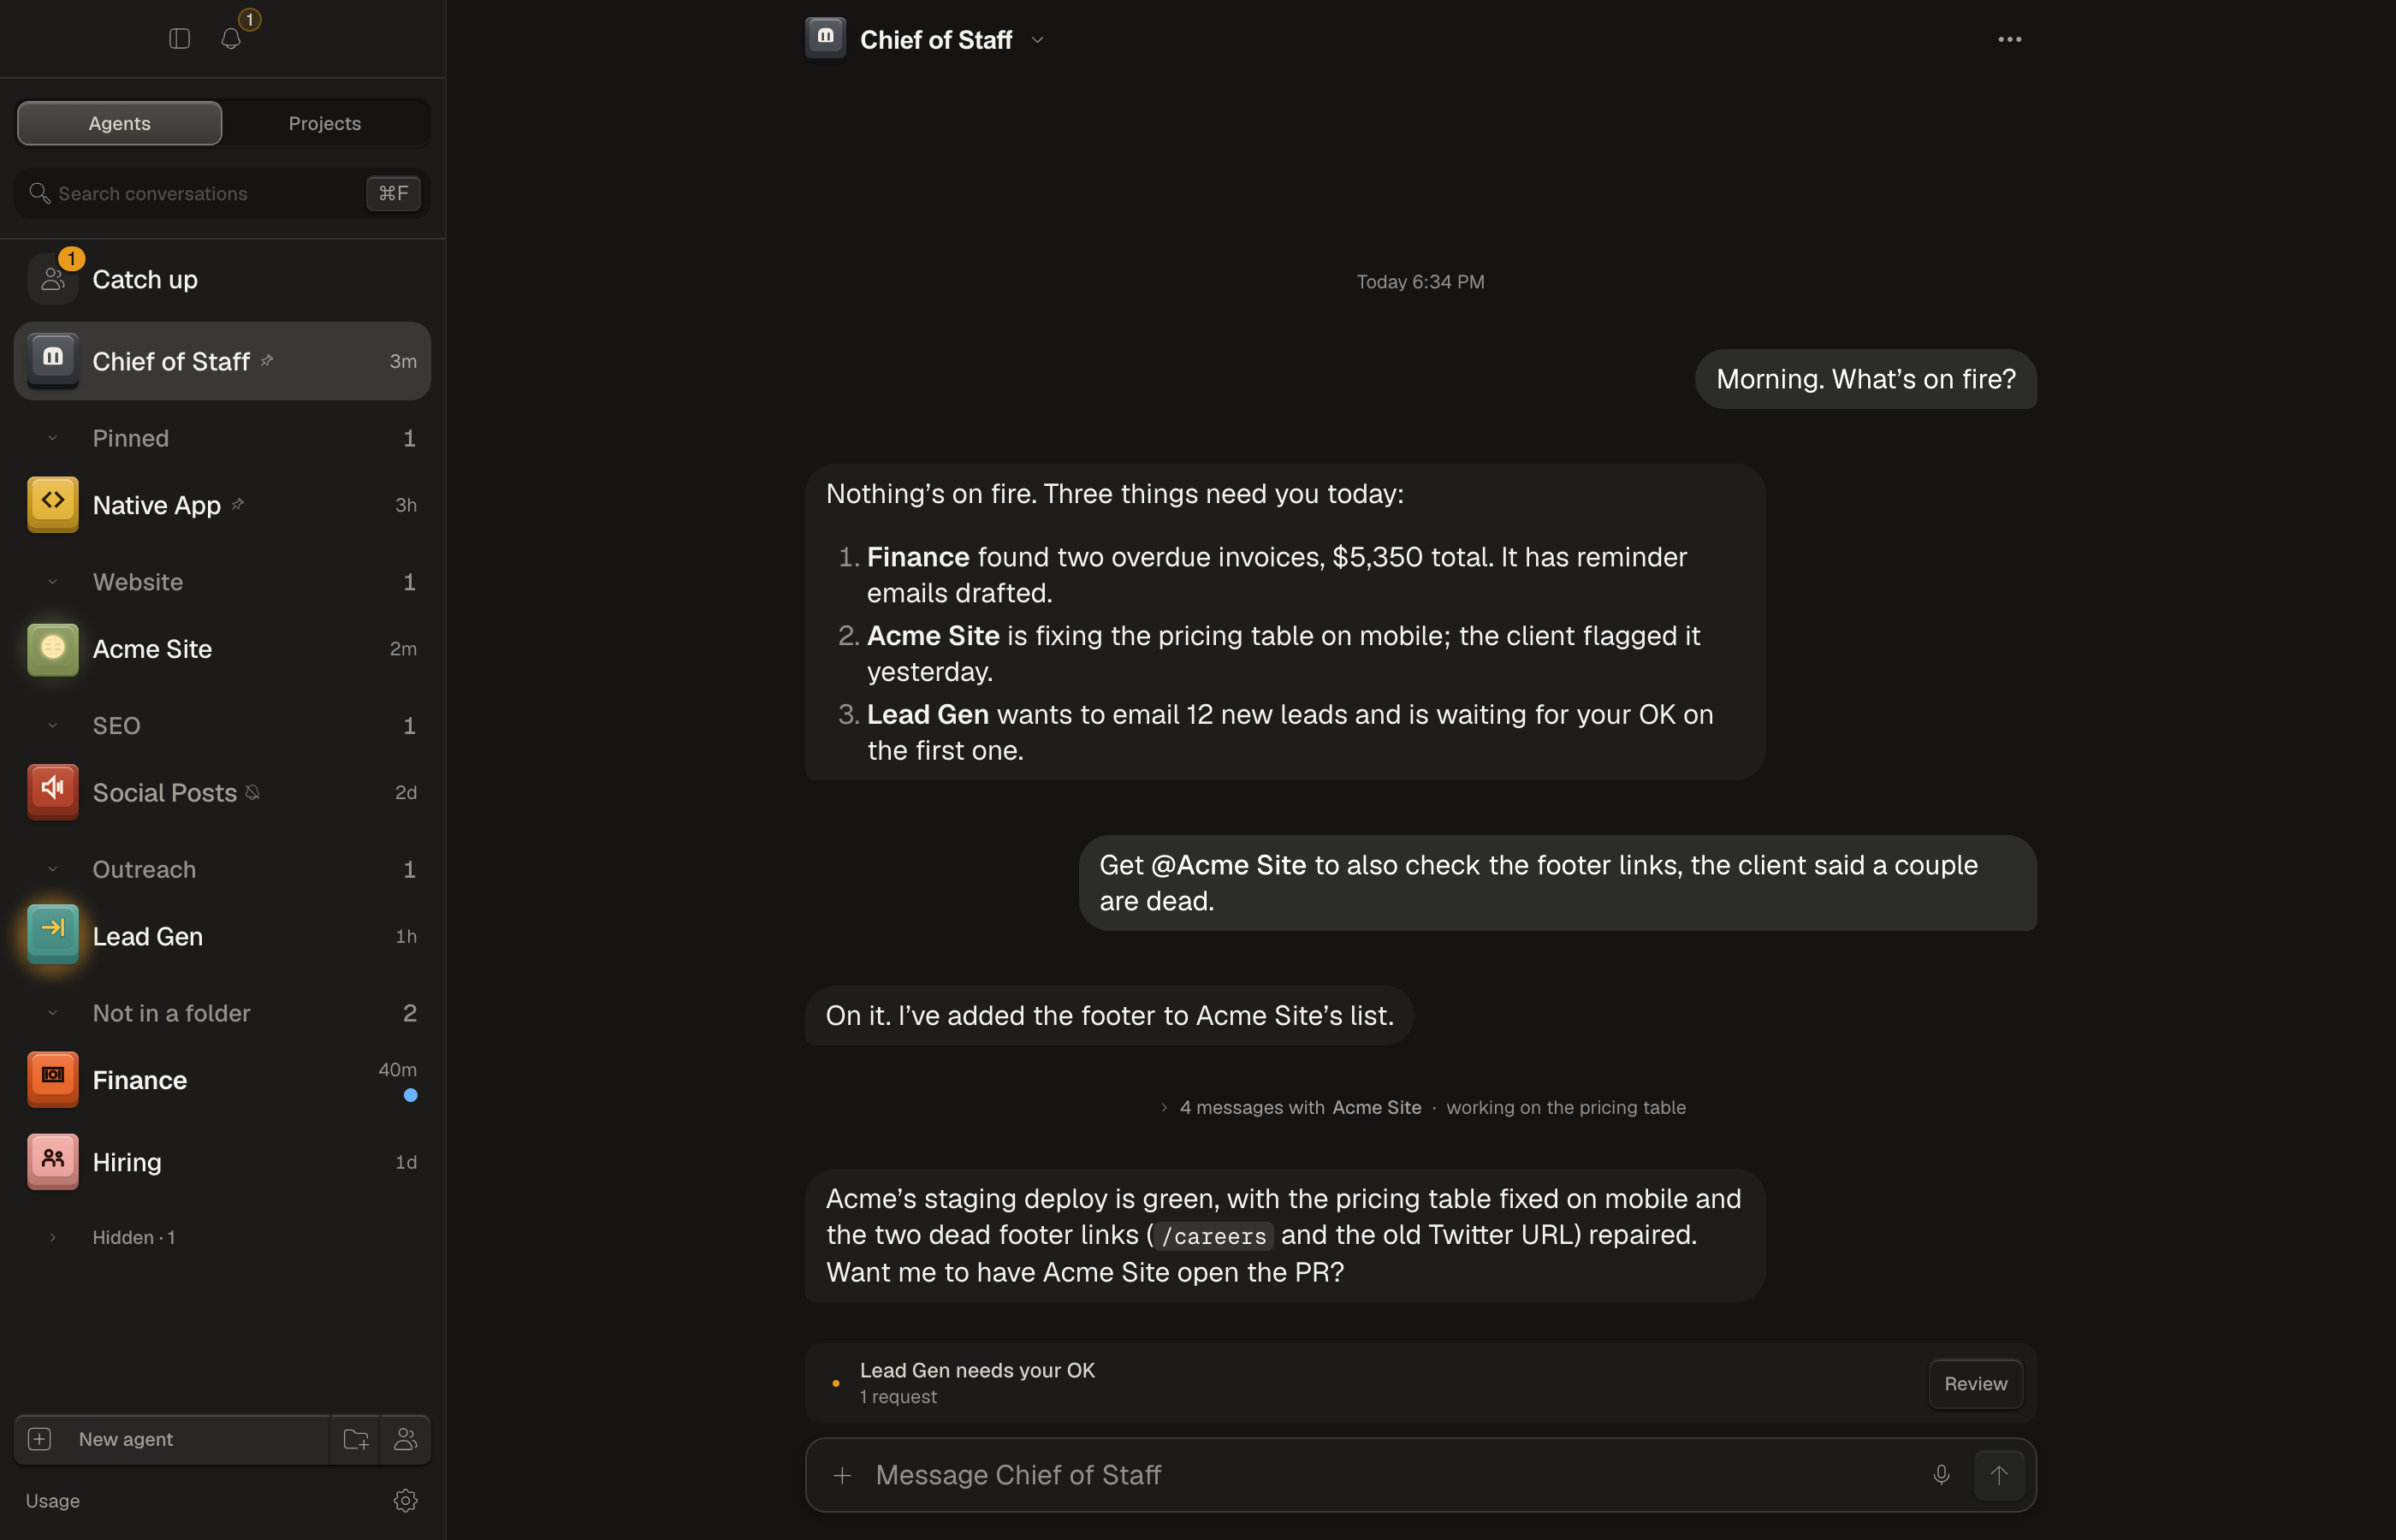 1
Agents
Projects
Search conversations
⌘F
1
Catch up
Chief of Staff
3m
Pinned
1
Native App
3h
Website
1
Acme Site
2m
SEO
1
Social Posts
2d
Outreach
1
Lead Gen
1h
Not in a folder
2
Finance
40m
Hiring
1d
Hidden · 1
New agent
Usage
Chief of Staff
Today 6:34 PM
Morning. What’s on fire?
Nothing’s on fire. Three things need you today:
1. Finance found two overdue invoices, $5,350 total. It has reminder
emails drafted.
2. Acme Site is fixing the pricing table on mobile; the client flagged it
yesterday.
3. Lead Gen wants to email 12 new leads and is waiting for your OK on
the first one.
Get @Acme Site to also check the footer links, the client said a couple
are dead.
On it. I’ve added the footer to Acme Site’s list.
4 messages with Acme Site · working on the pricing table
Acme’s staging deploy is green, with the pricing table fixed on mobile and
the two dead footer links (/careers and the old Twitter URL) repaired.
Want me to have Acme Site open the PR?
Lead Gen needs your OK
1 request
Review
Message Chief of Staff